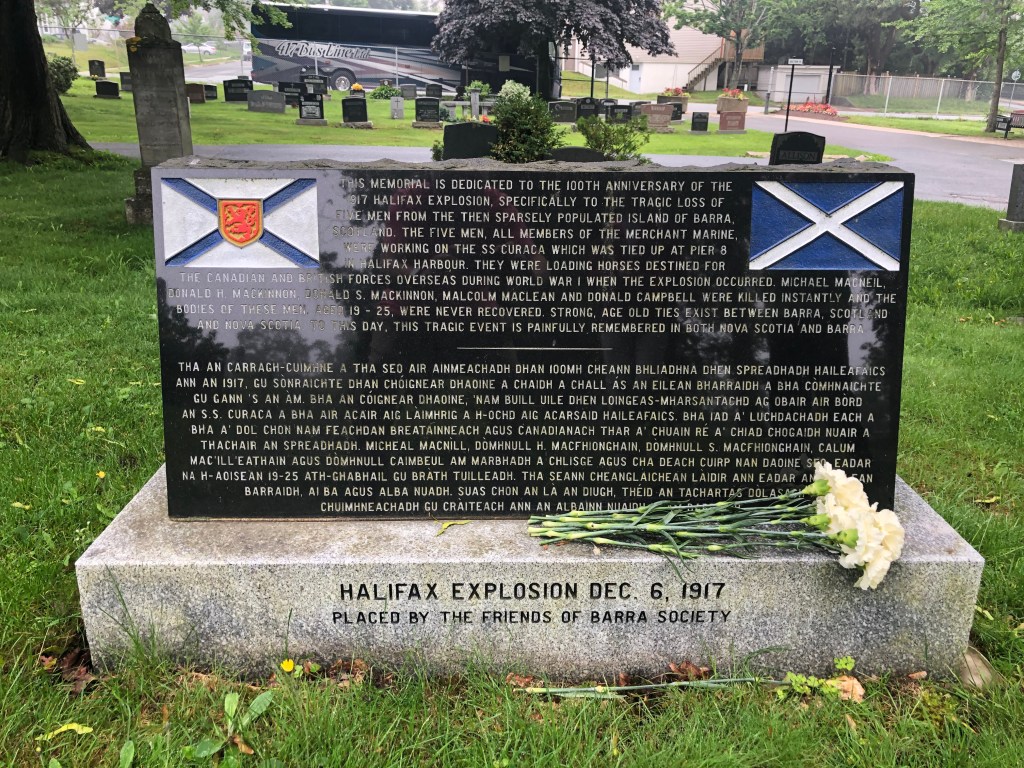 THIS MEMORIAL IS DEDICATED TO THE 100TH ANNIVERSARY OF THE
1917 HALIFAX EXPLOSION, SPECIFICALLY TO THE TRAGIC LOSS OF
FIVE MEN FROM THE THEN SPARSELY POPULATED ISLAND OF BARRA,
SCOTLAND. THE FIVE MEN, ALL MEMBERS OF THE MERCHANT MARINE,
WERE WORKING ON THE SS CURACA WHICH WAS TIED UP AT PIER 8
IN HALIFAX HARBOUR. THEY WERE LOADING HORSES DESTINED FOR
THE CANADIAN AND BRITISH FORCES OVERSEAS DURING WORLD WAR I WHEN THE EXPLOSION OCCURRED. MICHAEL MACNEIL,
DONALD H. MACKINNON, DONALD S. MACKINNON, MALCOLM MACLEAN AND DONALD CAMPBELL WERE KILLED INSTANTLY AND THE
BODIES OF THESE MEN, AGED 19 - 25, WERE NEVER RECOVERED. STRONG, AGE OLD TIES EXIST BETWEEN BARRA, SCOTLAND
AND NOVA SCOTIA. TO THIS DAY, THIS TRAGIC EVENT IS PAINFULLY REMEMBERED IN BOTH NOVA SCOTIA AND BARRA
THA AN CARRAGH-CUIMHNE A THA SEO AIR AINMEACHADH DHAN 100MH CHEANN BHLIADHNA DHEN SPREADHADH HAILEAFAICS
ANN AN 1917, GU SÒNRAICHTE DHAN CHÓIGNEAR DHAOINE A CHAIDH A CHALL ÁS AN EILEAN BHARRAIDH A BHA CÒMHNAICHTE
GU GANN 'S AN ÀM. BHA AN CÓIGNEAR DHAOINE, 'NAM BUILL UILE DHEN LOINGEAS-MHARSANTACHD AG OBAIR AIR BÒRD
AN S.S. CURACA A BHA AIR ACAIR AIG LÀIMHRIG A H-OCHD AIG ACARSAID HAILEAFAICS. BHA IAD A' LUCHDACHADH EACH A
BHA A' DOL CHON NAM FEACHDAN BREATAINNEACH AGUS CANADIANACH THAR A' CHUAIN RÉ A' CHIAD CHOGAIDH NUAIR A
THACHAIR AN SPREADHADH. MICHEAL MACNÌLL, DÒMHNULL H. MACFHIONGHAIN, DÒMHNULL S. MACFHIONGHAIN, CALUM
MAC'ILL'EATHAIN AGUS DÒMHNULL CAIMBEUL AM MARBHADH A CHLISGE AGUS CHA DEACH CUIRP NAN DAOINE SEO EADAR
NA H-AOISEAN 19-25 ATH-GHABHAIL GU BRÀTH TUILLEADH. THA SEANN CHEANGLAICHEAN LÀIDIR ANN EADAR
BARRAIDH, AI BA AGUS ALBA NUADH. SUAS CHON AN LÀ AN DIUGH, THÉID AN TACHARTAS
CHUIMHNEACHADH GU CRÀITEACH ANN AN ALBAINN
HALIFAX EXPLOSION DEC. 6, 1917
PLACED BY THE FRIENDS OF BARRA SOCIETY